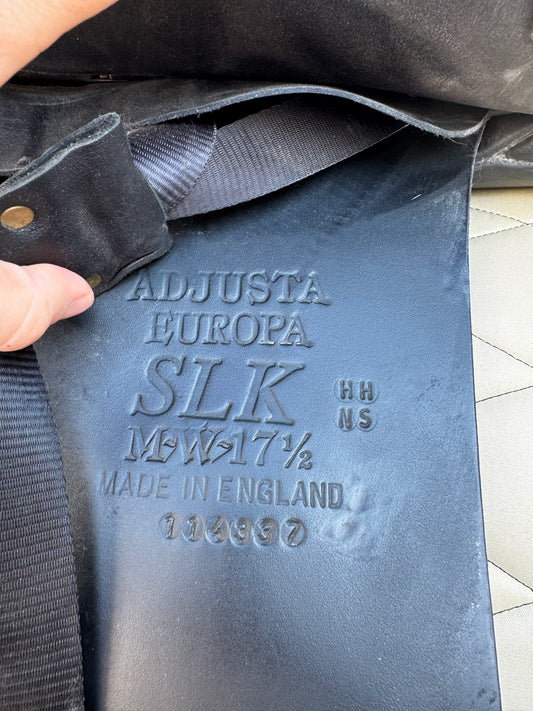 ADJUSTA
EUROPA
SLK
HH
NS
M-W-17½
MADE IN ENGLAND
114337